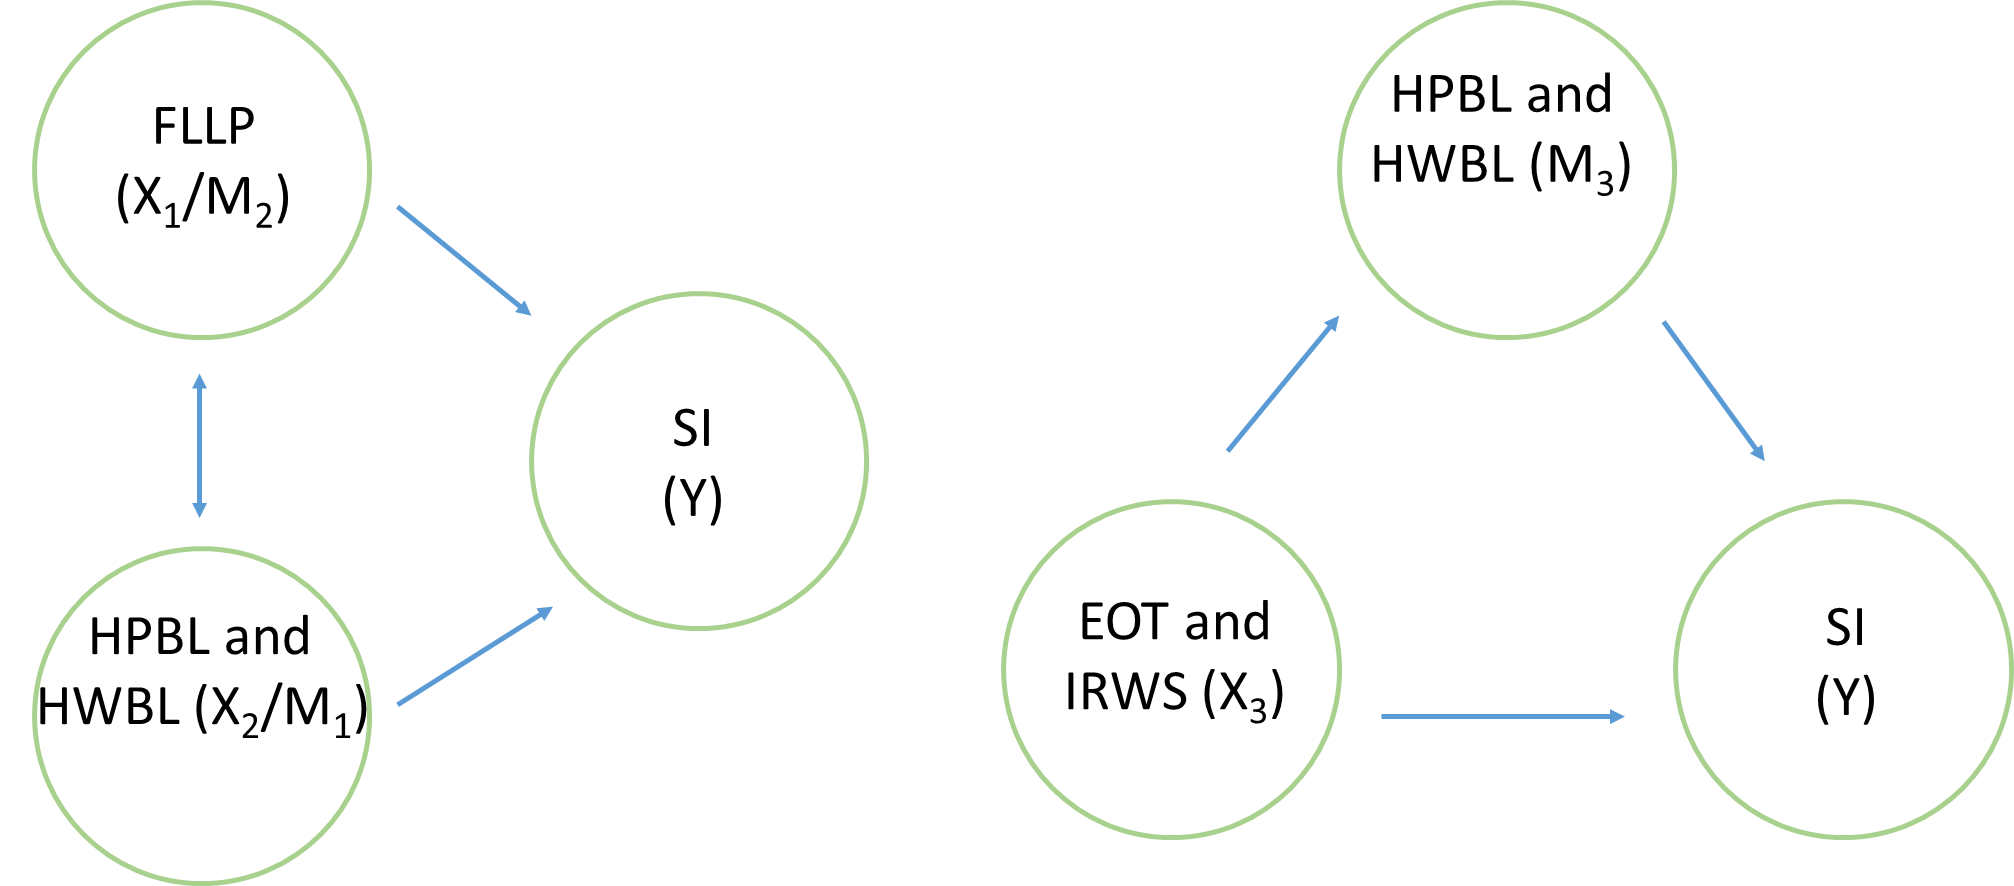 FLLP
(X₁/M₂)
SI
(Y)
HPBL and
HWBL (X₂/M₁)
HPBL and
HWBL (M₃)
EOT and
IRWS (X₃)
SI
(Y)